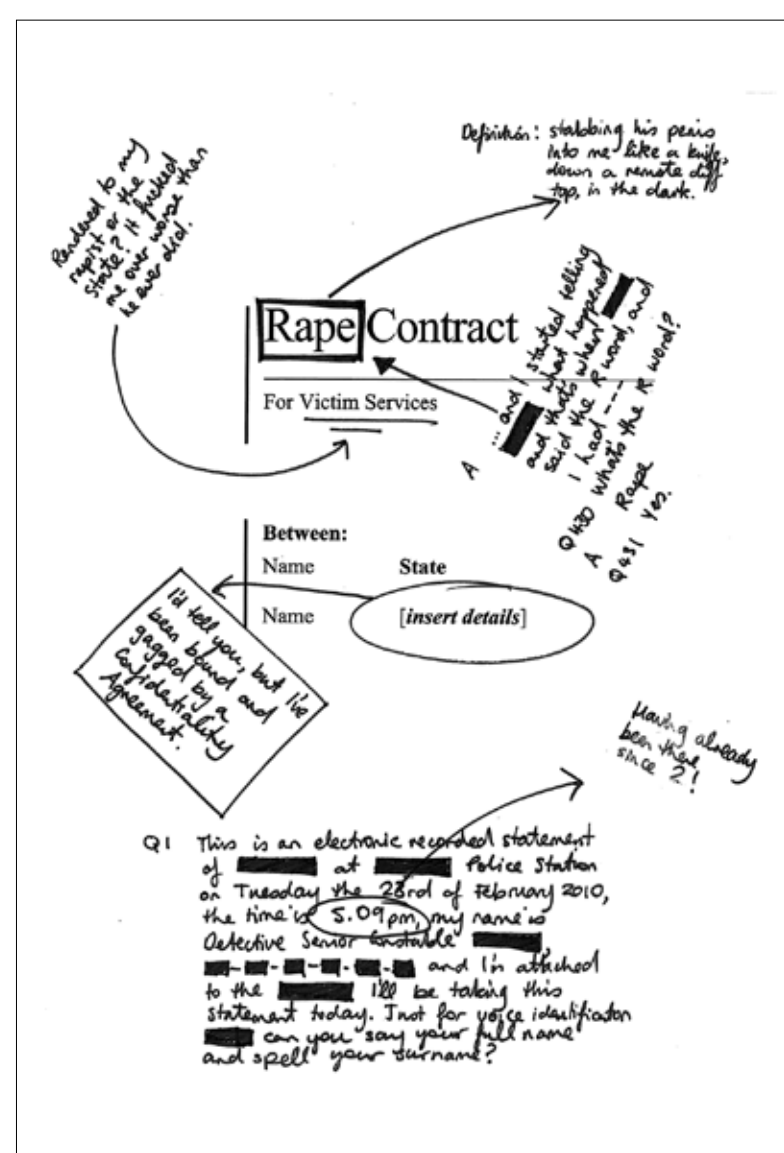 Definition: stabbing his penis
into me like a knife,
down a remote cliff
top, in the dark.
Rendered to my
rapist or the
State? It fucked
me over worse than
he ever did.
Rape Contract
For Victim Services
A ...and I started telling
what happened
and that's when
said the R word, and
I had ---
Q430 What's the R word?
A Rape
Q431 Yes.
Between:
Name State
Name [insert details]
I'd tell you, but I've
been bound and
gagged by a
Confidentiality
Agreement.
Having already
been there
since 2!
Q1 This is an electronic recorded statement
of at Police Station
on Tuesday the 23rd of February 2010,
the time is 5.09pm, my name is
Detective Senior Constable ,
and I'm attached
to the I'll be taking this
statement today. Just for voice identification
can you say your full name
and spell your surname?